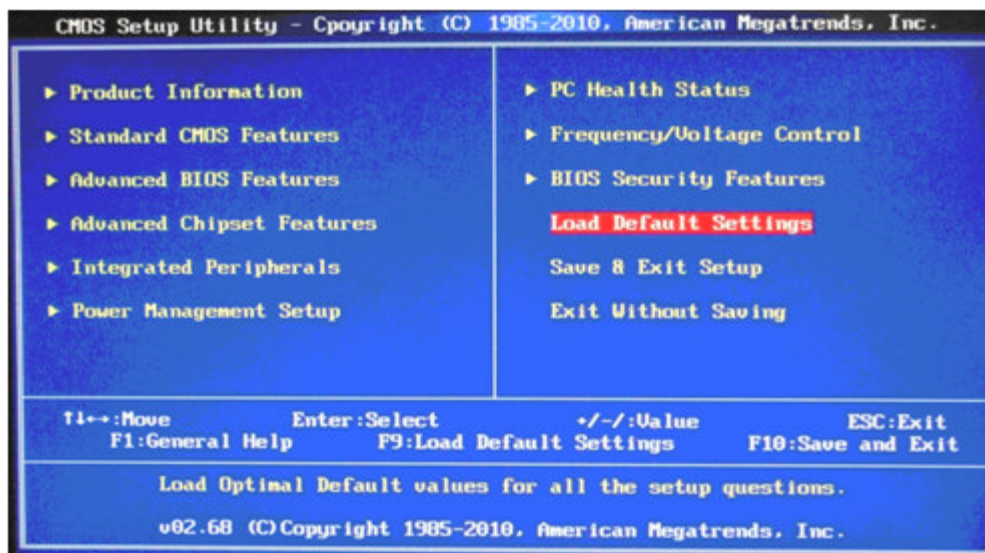 CMOS Setup Utility - Cpoyright (C) 1985-2010, American Megatrends, Inc.
► Product Information
► Standard CMOS Features
► Advanced BIOS Features
► Advanced Chipset Features
► Integrated Peripherals
► Power Management Setup
► PC Health Status
► Frequency/Voltage Control
► BIOS Security Features
Load Default Settings
Save & Exit Setup
Exit Without Saving
↑↓←→:Move Enter:Select +/-/:Value ESC:Exit
F1:General Help F9:Load Default Settings F10:Save and Exit
Load Optimal Default values for all the setup questions.
v02.68 (C)Copyright 1985-2010, American Megatrends, Inc.